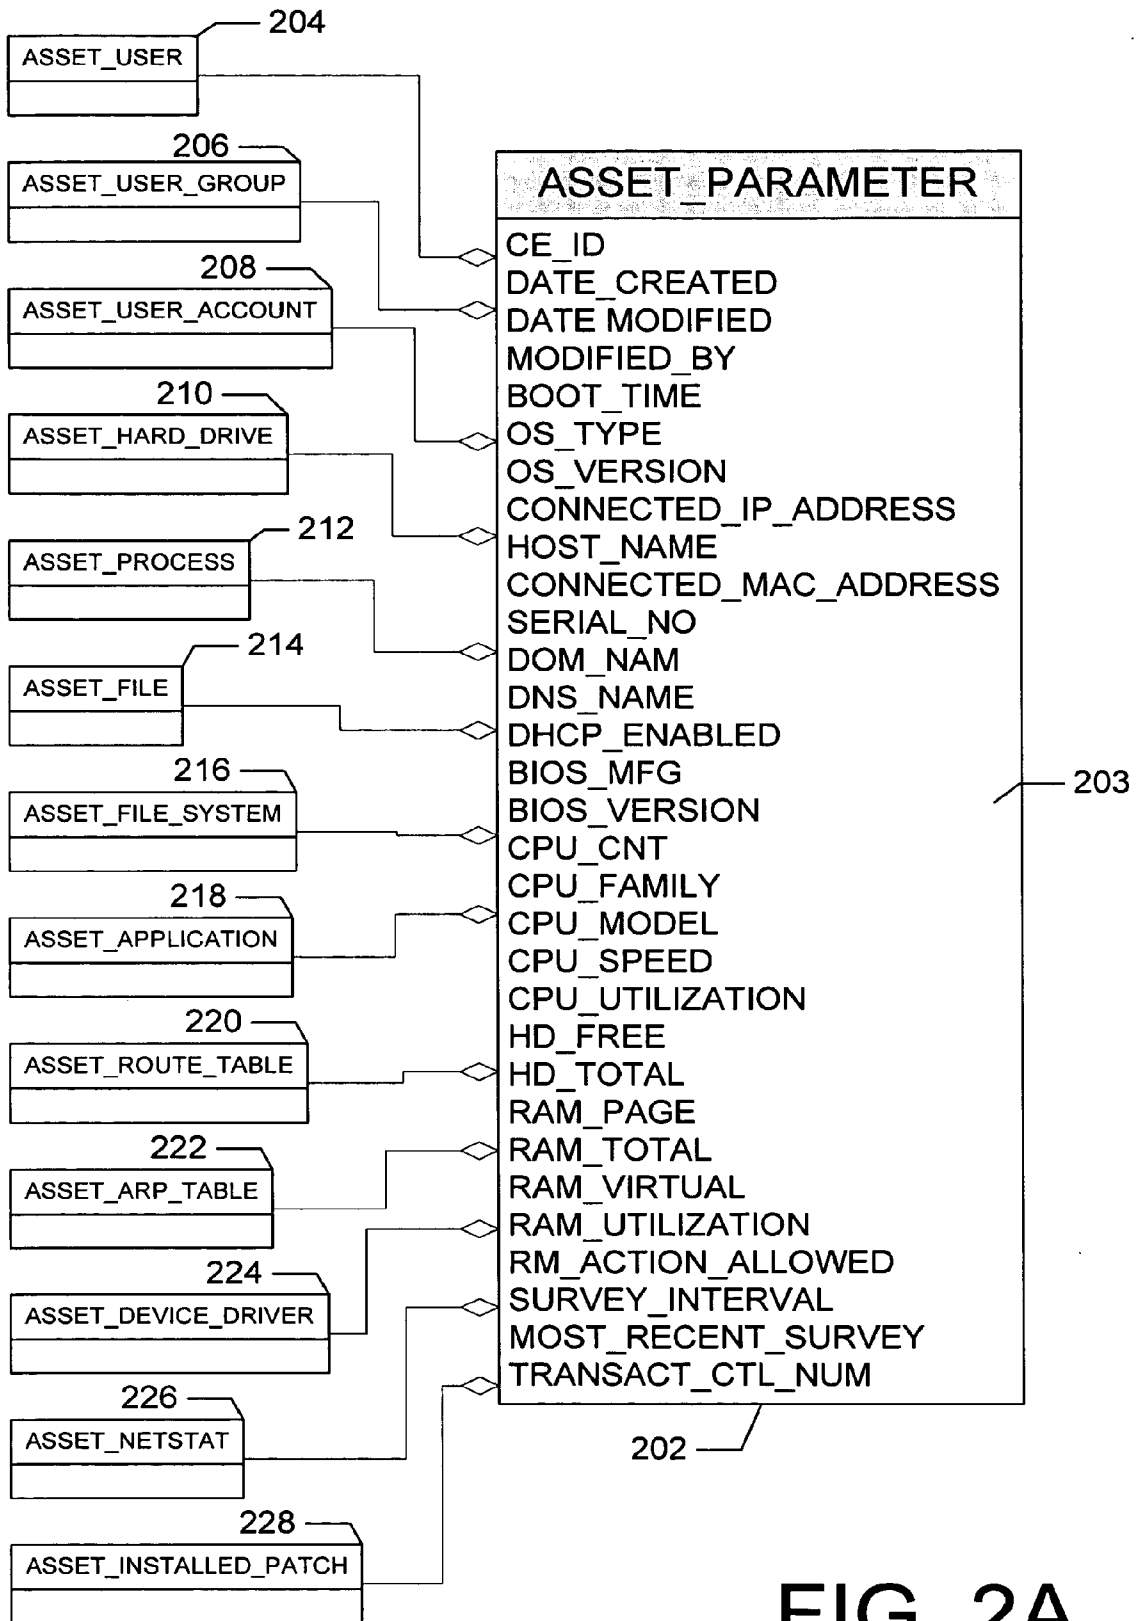 204
ASSET_USER
206
ASSET_USER_GROUP
208
ASSET_USER_ACCOUNT
210
ASSET_HARD_DRIVE
212
ASSET_PROCESS
214
ASSET_FILE
216
ASSET_FILE_SYSTEM
218
ASSET_APPLICATION
220
ASSET_ROUTE_TABLE
222
ASSET_ARP_TABLE
224
ASSET_DEVICE_DRIVER
226
ASSET_NETSTAT
228
ASSET_INSTALLED_PATCH
ASSET_PARAMETER
CE_ID
DATE_CREATED
DATE MODIFIED
MODIFIED_BY
BOOT_TIME
OS_TYPE
OS_VERSION
CONNECTED_IP_ADDRESS
HOST_NAME
CONNECTED_MAC_ADDRESS
SERIAL_NO
DOM_NAM
DNS_NAME
DHCP_ENABLED
BIOS_MFG
BIOS_VERSION
CPU_CNT
CPU_FAMILY
CPU_MODEL
CPU_SPEED
CPU_UTILIZATION
HD_FREE
HD_TOTAL
RAM_PAGE
RAM_TOTAL
RAM_VIRTUAL
RAM_UTILIZATION
RM_ACTION_ALLOWED
SURVEY_INTERVAL
MOST_RECENT_SURVEY
TRANSACT_CTL_NUM
203
202
FIG. 2A